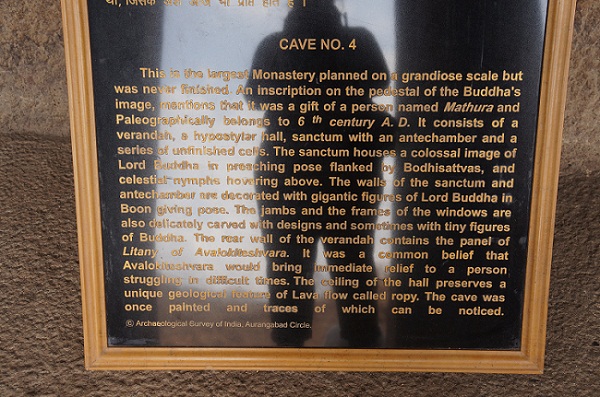 था, जिसके अंश आज भी प्राप्त होते है ।
CAVE NO. 4
This is the largest Monastery planned on a grandiose scale but
was never finished. An inscription on the pedestal of the Buddha's
image, mentions that it was a gift of a person named Mathura and
Paleographically belongs to 6 th century A. D. It consists of a
verandah, a hypostylar hall, sanctum with an antechamber and a
series of unfinished cells. The sanctum houses a colossal image of
Lord Buddha in preaching pose flanked by Bodhisattvas, and
celestial nymphs hovering above. The walls of the sanctum and
antechamber are decorated with gigantic figures of Lord Buddha in
Boon giving pose. The jambs and the frames of the windows are
also delicately carved with designs and sometimes with tiny figures
of Buddha. The rear wall of the verandah contains the panel of
Litany of Avalokiteshvara. It was a common belief that
Avalokiteshvara would bring immediate relief to a person
struggling in difficult times. The ceiling of the hall preserves a
unique geological feature of Lava flow called ropy. The cave was
once painted and traces of which can be noticed.
© Archaeological Survey of India, Aurangabad Circle.